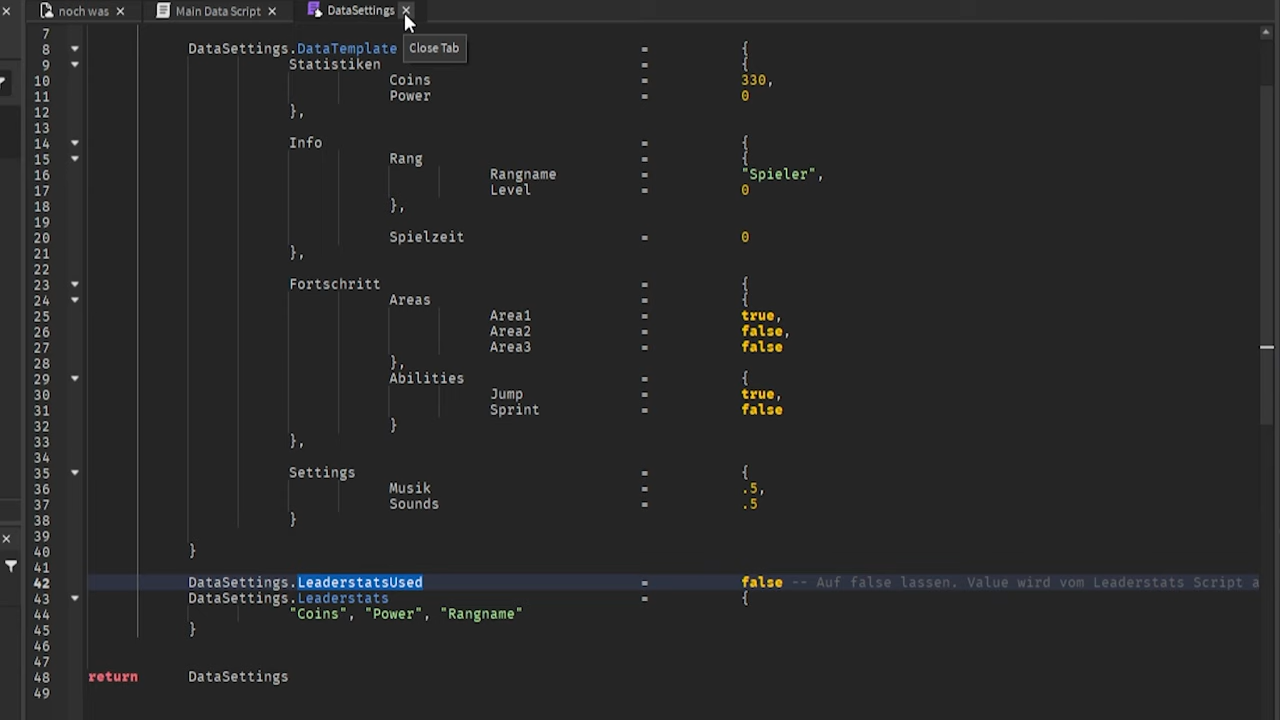 noch was Main Data Script DataSettings
Close Tab
7
8 DataSettings.DataTemplate = {
9 Statistiken = {
10 Coins = 330,
11 Power = 0
12 },
13
14 Info = {
15 Rang = {
16 Rangname = "Spieler",
17 Level = 0
18 },
19
20 Spielzeit = 0
21 },
22
23 Fortschritt = {
24 Areas = {
25 Area1 = true,
26 Area2 = false,
27 Area3 = false
28 },
29 Abilities = {
30 Jump = true,
31 Sprint = false
32 }
33 },
34
35 Settings = {
36 Musik = .5,
37 Sounds = .5
38 }
39
40 }
41
42 DataSettings.LeaderstatsUsed = false -- Auf false lassen. Value wird vom Leaderstats Script a
43 DataSettings.Leaderstats = {
44 "Coins", "Power", "Rangname"
45 }
46
47
48 return DataSettings
49